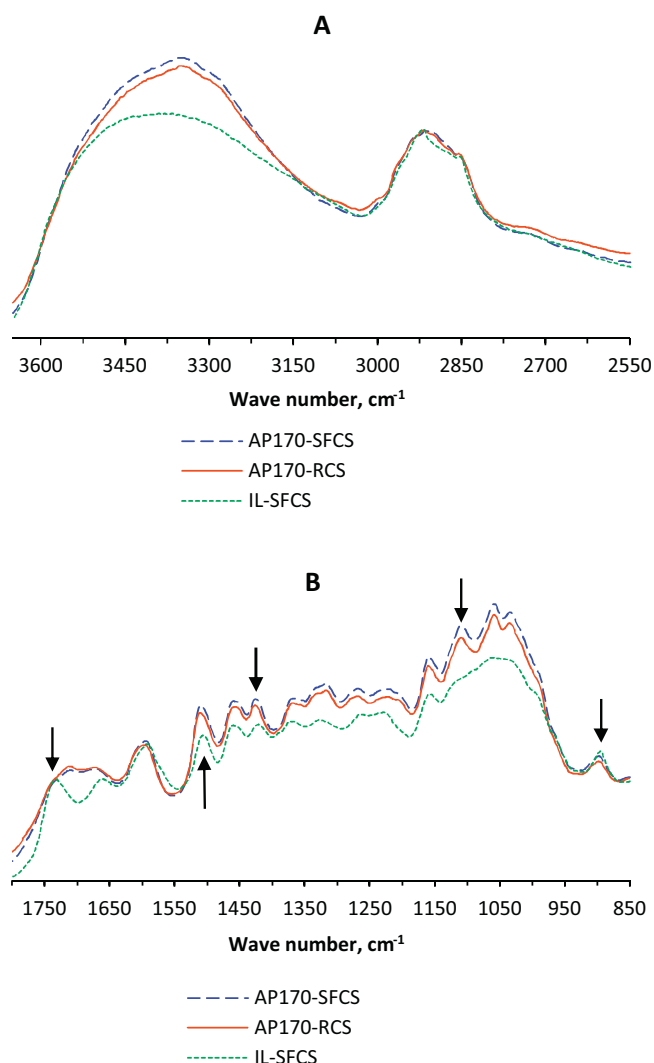 A
3600 3450 3300 3150 3000 2850 2700 2550
Wave number, cm⁻¹
AP170-SFCS
AP170-RCS
IL-SFCS
B
1750 1650 1550 1450 1350 1250 1150 1050 950 850
Wave number, cm⁻¹
AP170-SFCS
AP170-RCS
IL-SFCS